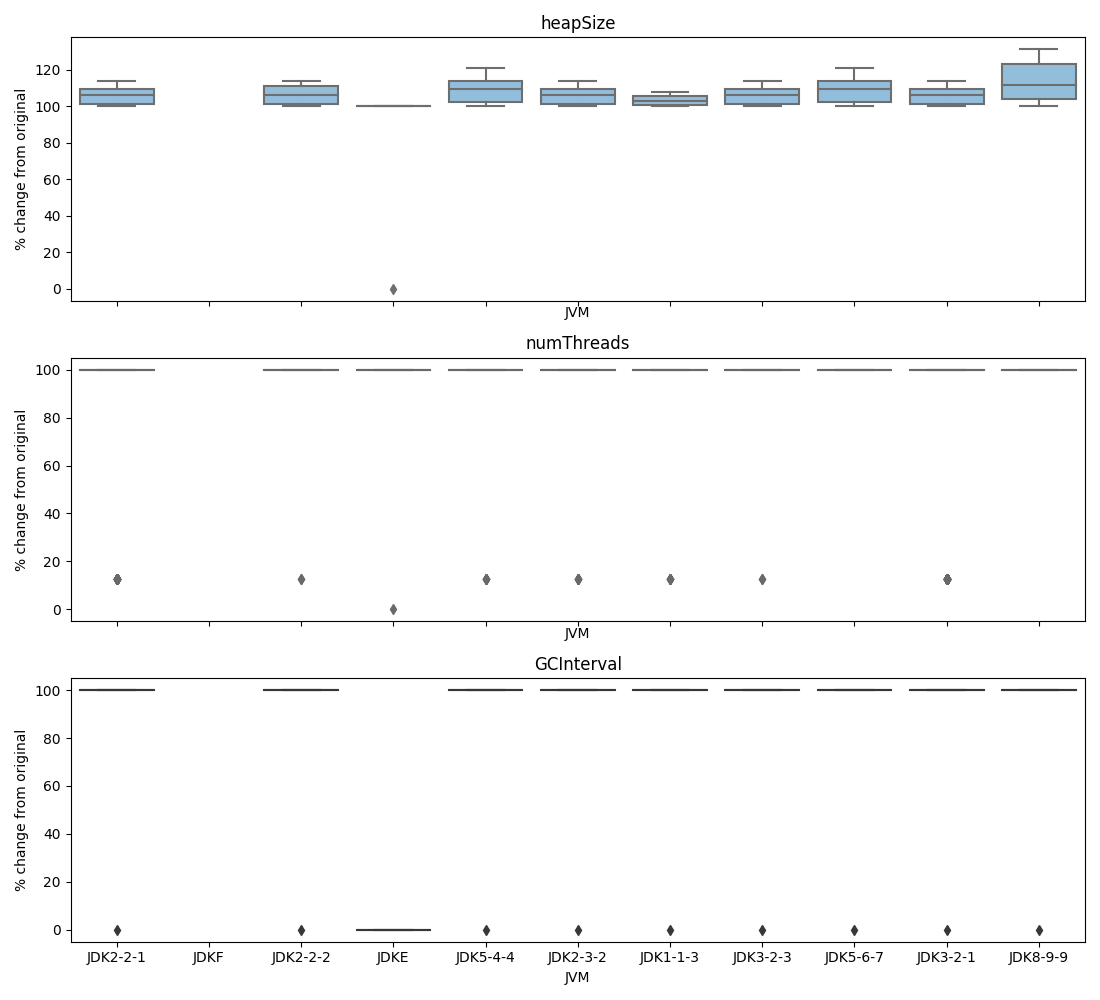 heapSize
% change from original
120
100
80
60
40
20
0
JVM
numThreads
% change from original
100
80
60
40
20
0
JVM
GCInterval
% change from original
100
80
60
40
20
0
JDK2-2-1 JDKF JDK2-2-2 JDKE JDK5-4-4 JDK2-3-2 JDK1-1-3 JDK3-2-3 JDK5-6-7 JDK3-2-1 JDK8-9-9
JVM